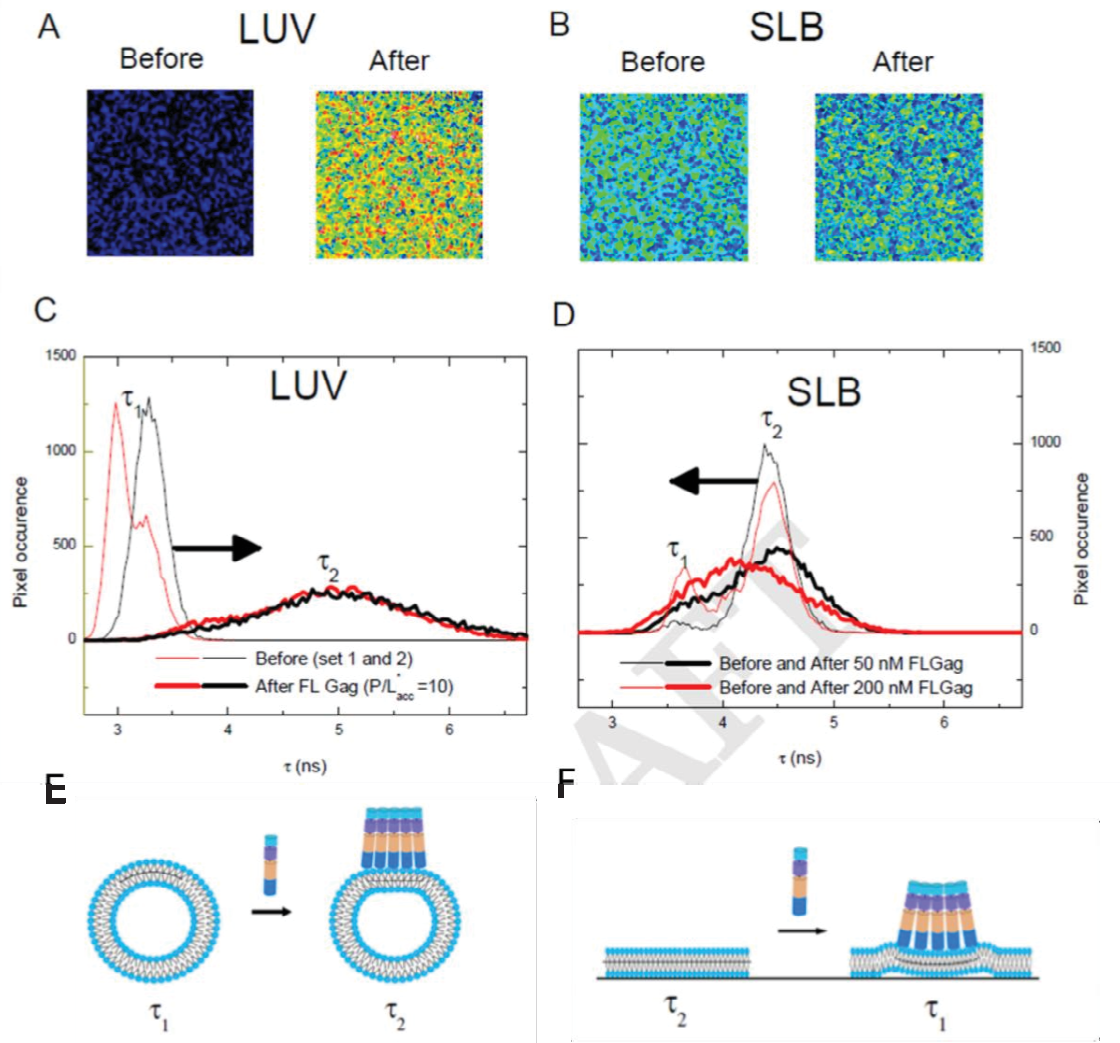 A LUV
Before After
B SLB
Before After
C
LUV
1500
1000
500
0
Pixel occurence
τ1
τ2
Before (set 1 and 2)
After FL Gag (P/L*acc=10)
3 4 5 6
τ (ns)
D
SLB
1500
1000
500
0
Pixel occurence
τ2
τ1
Before and After 50 nM FLGag
Before and After 200 nM FLGag
3 4 5 6
τ (ns)
AFT
E
τ1 τ2
F
τ2 τ1